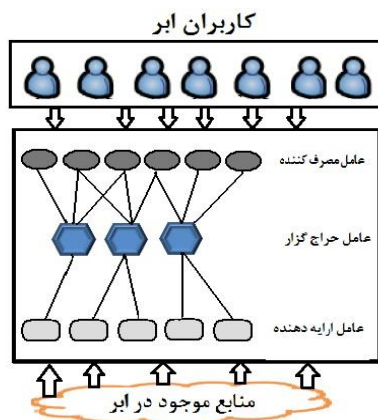 کاربران ابر
عامل مصرف کننده
عامل حراج گزار
عامل ارایه دهنده
منابع موجود در ابر